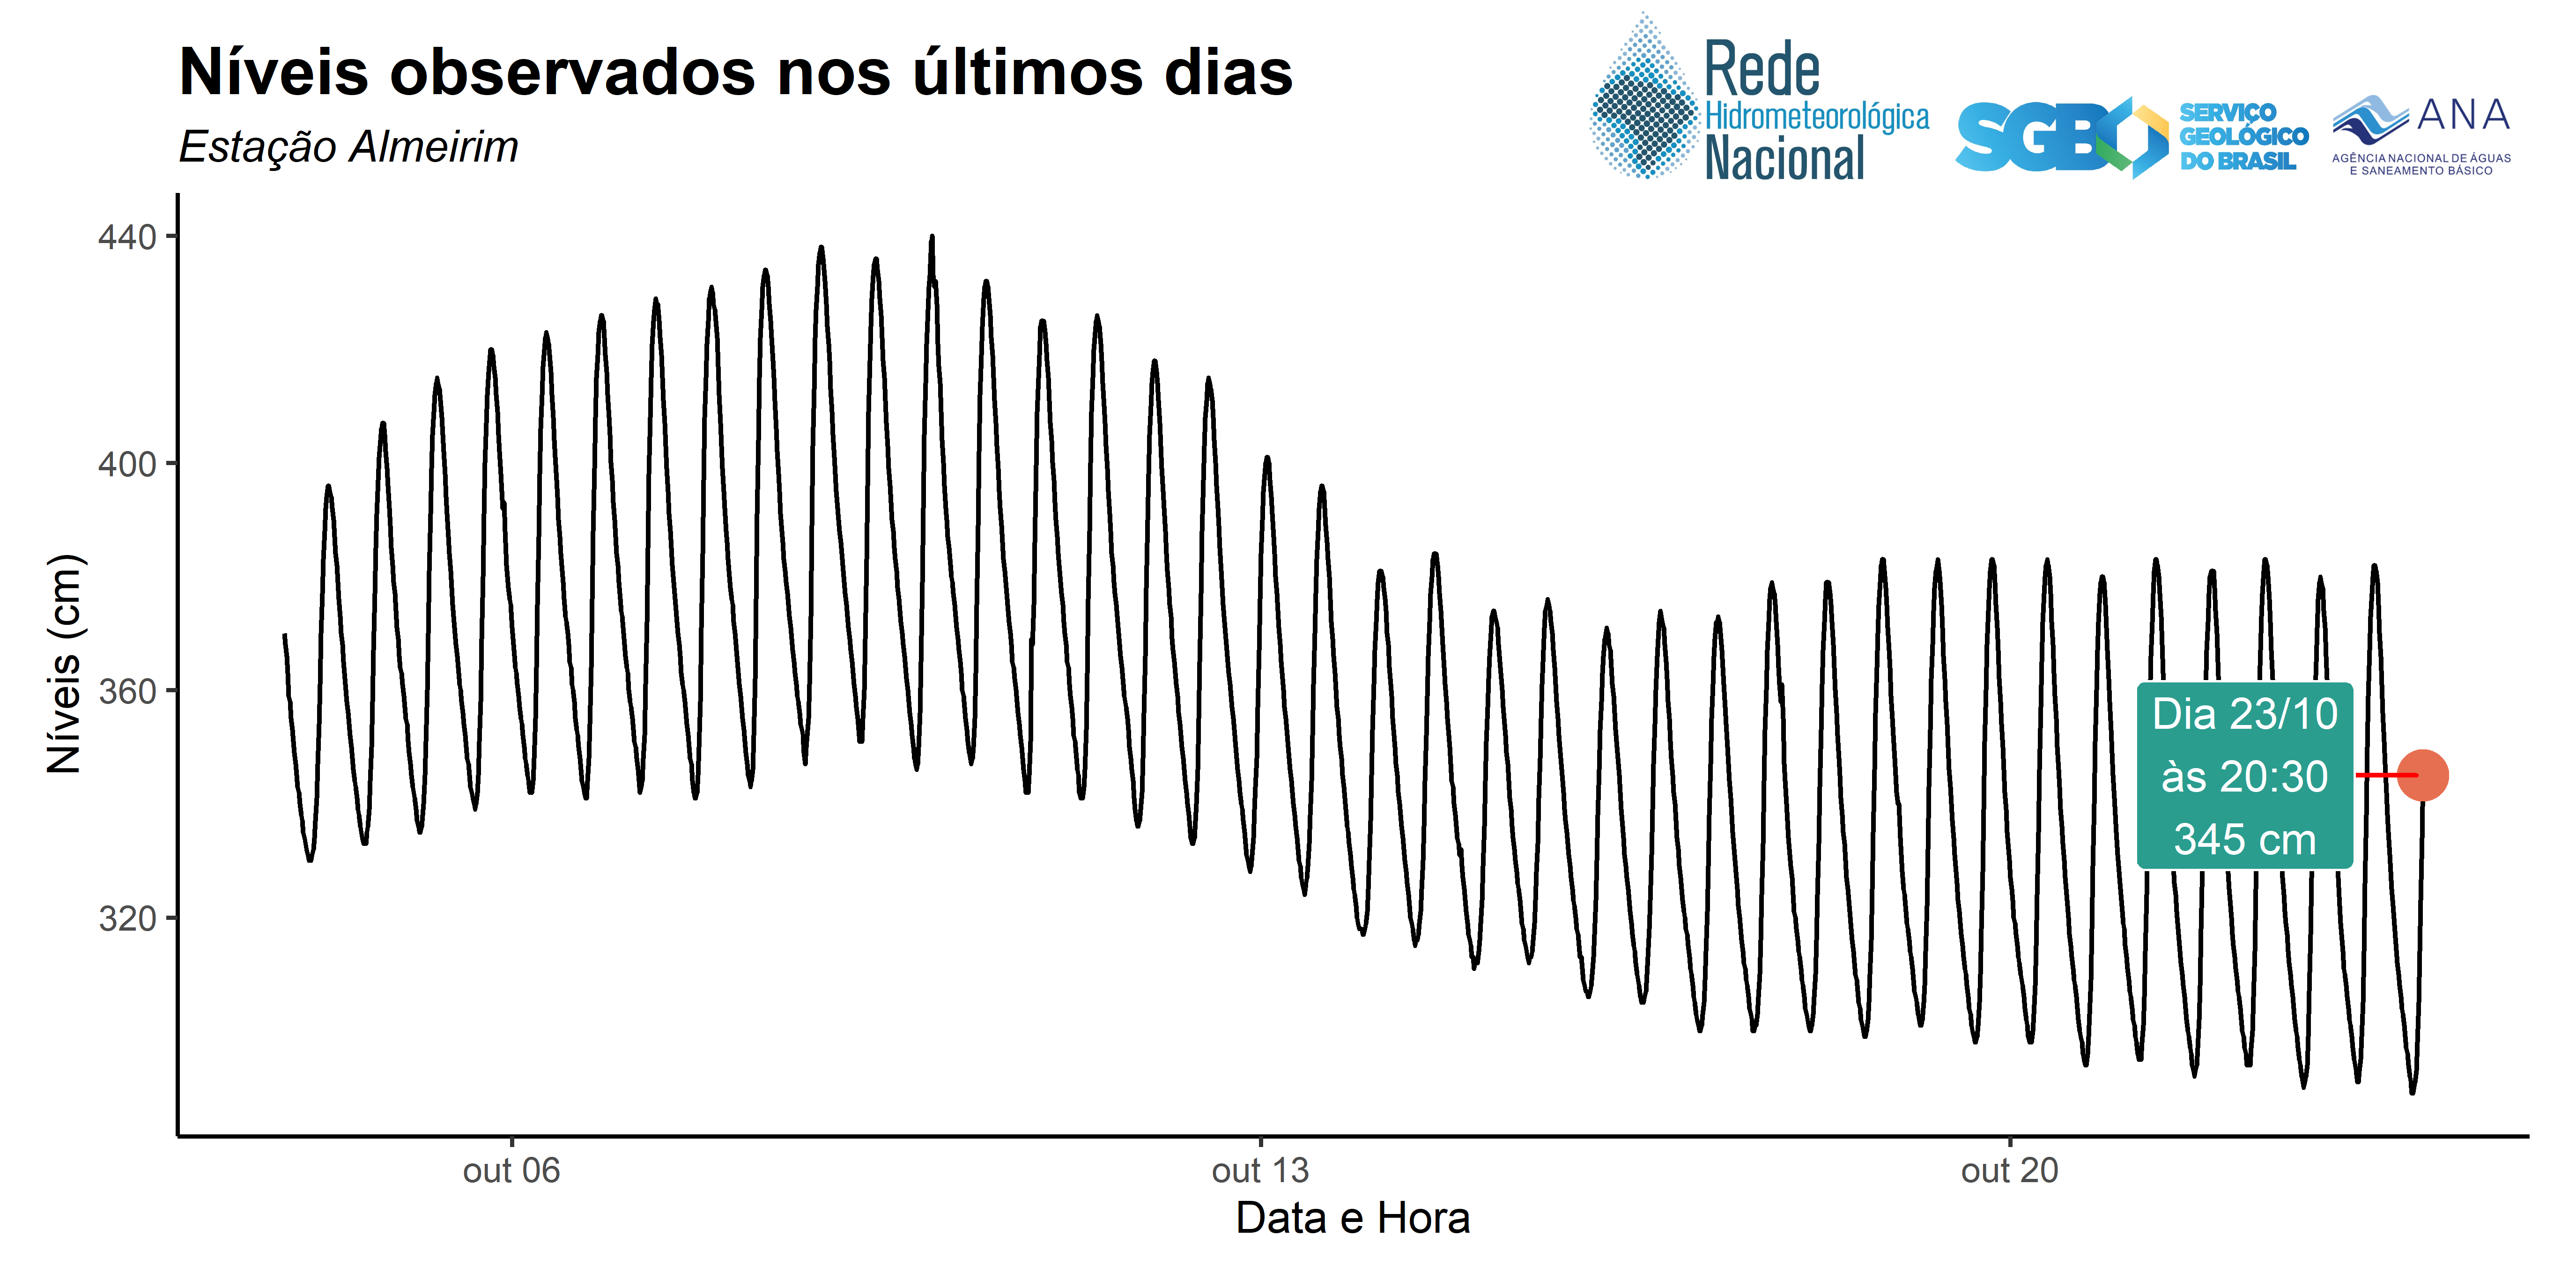 Níveis observados nos últimos dias
Estação Almeirim
Rede
Hidrometeorológica
Nacional
SGB
SERVIÇO
GEOLÓGICO
DO BRASIL
ANA
AGÊNCIA NACIONAL DE ÁGUAS
E SANEAMENTO BÁSICO
Níveis (cm)
440
400
360
320
Dia 23/10
às 20:30
345 cm
out 06
out 13
out 20
Data e Hora